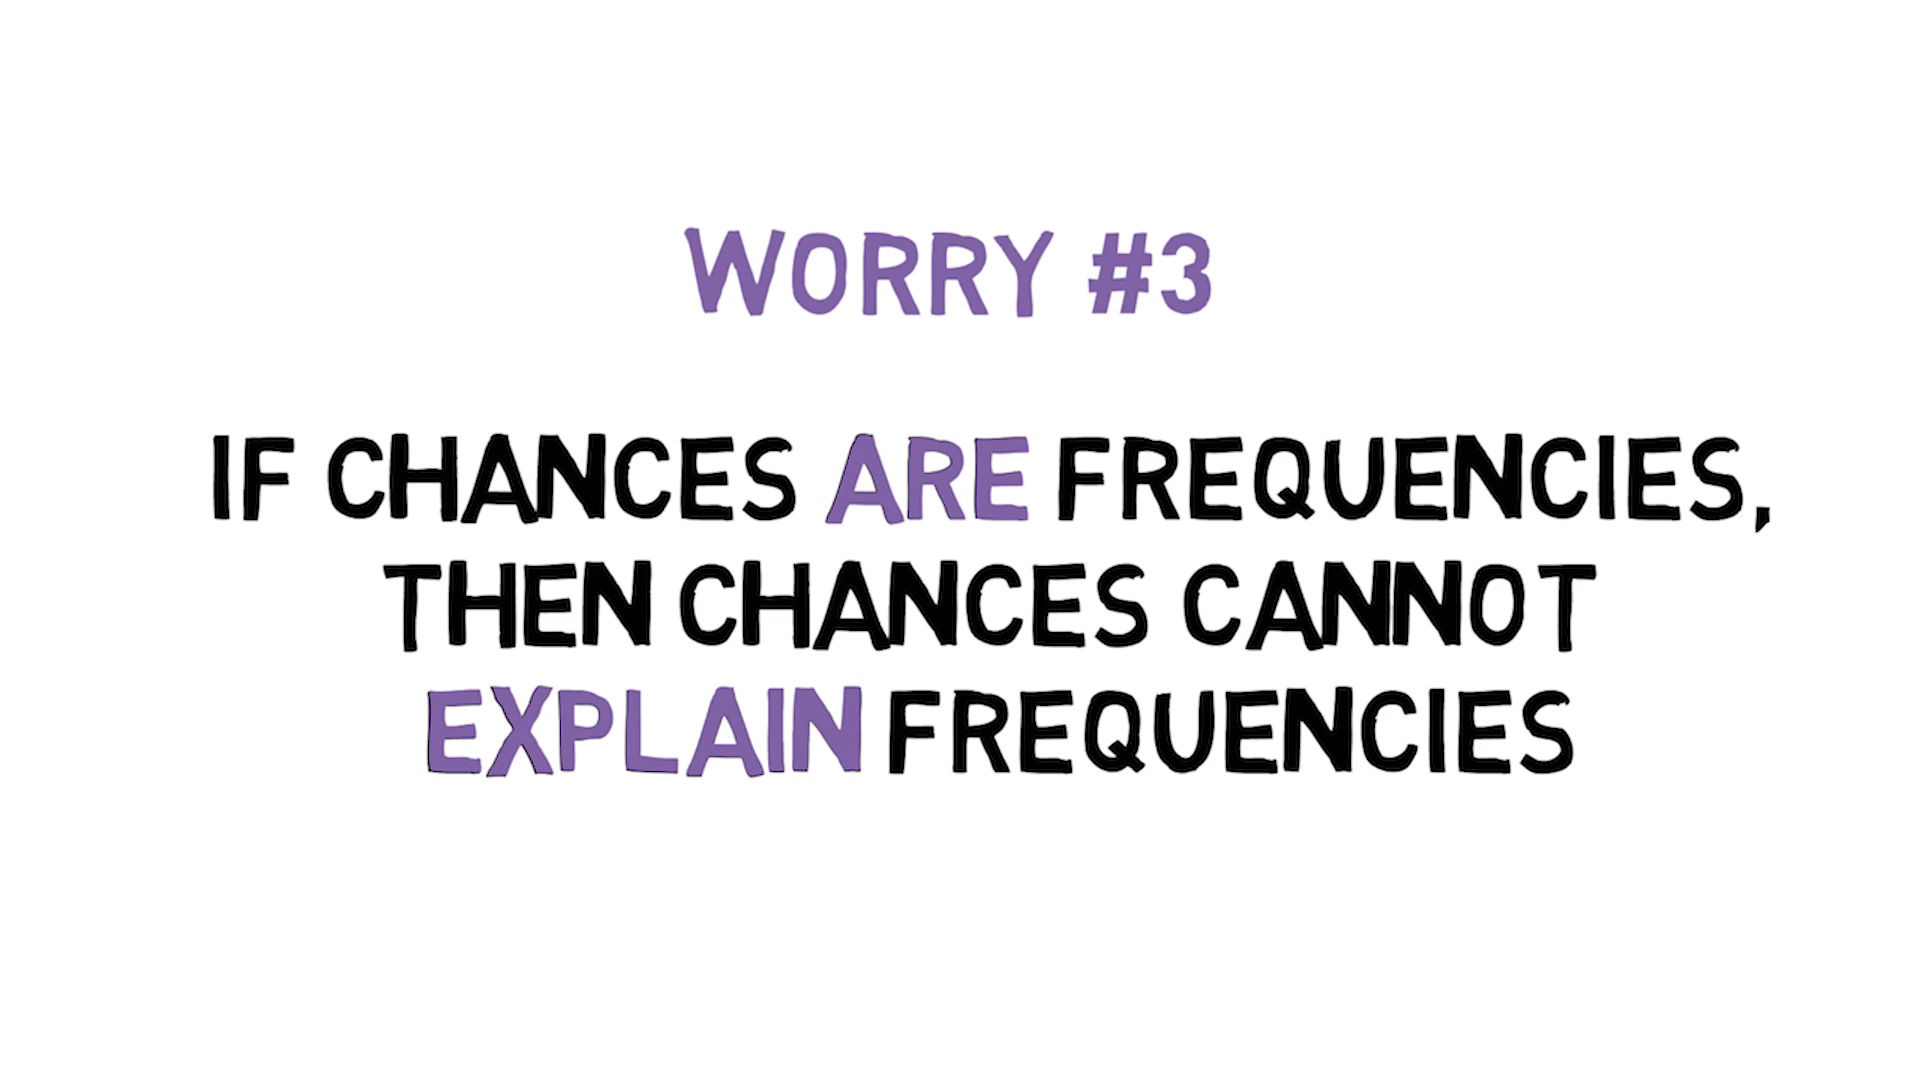 WORRY #3
IF CHANCES ARE FREQUENCIES,
THEN CHANCES CANNOT
EXPLAIN FREQUENCIES